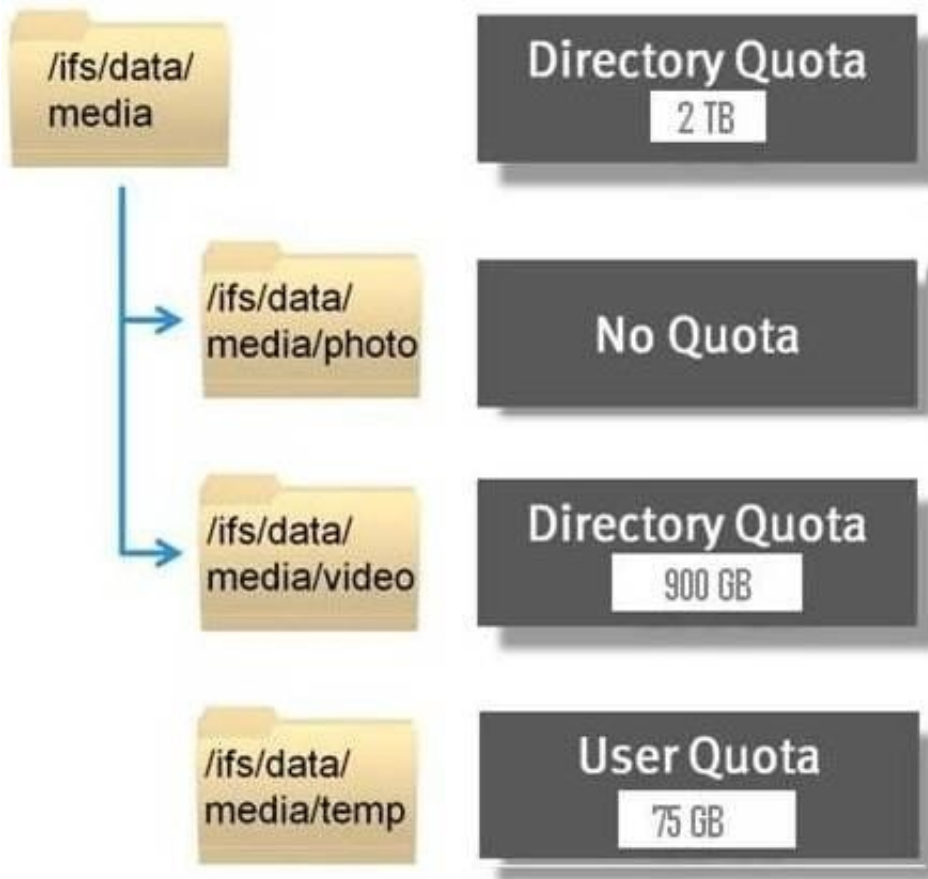 /ifs/data/
media
Directory Quota
2 TB
/ifs/data/
media/photo
No Quota
/ifs/data/
media/video
Directory Quota
900 GB
/ifs/data/
media/temp
User Quota
75 GB